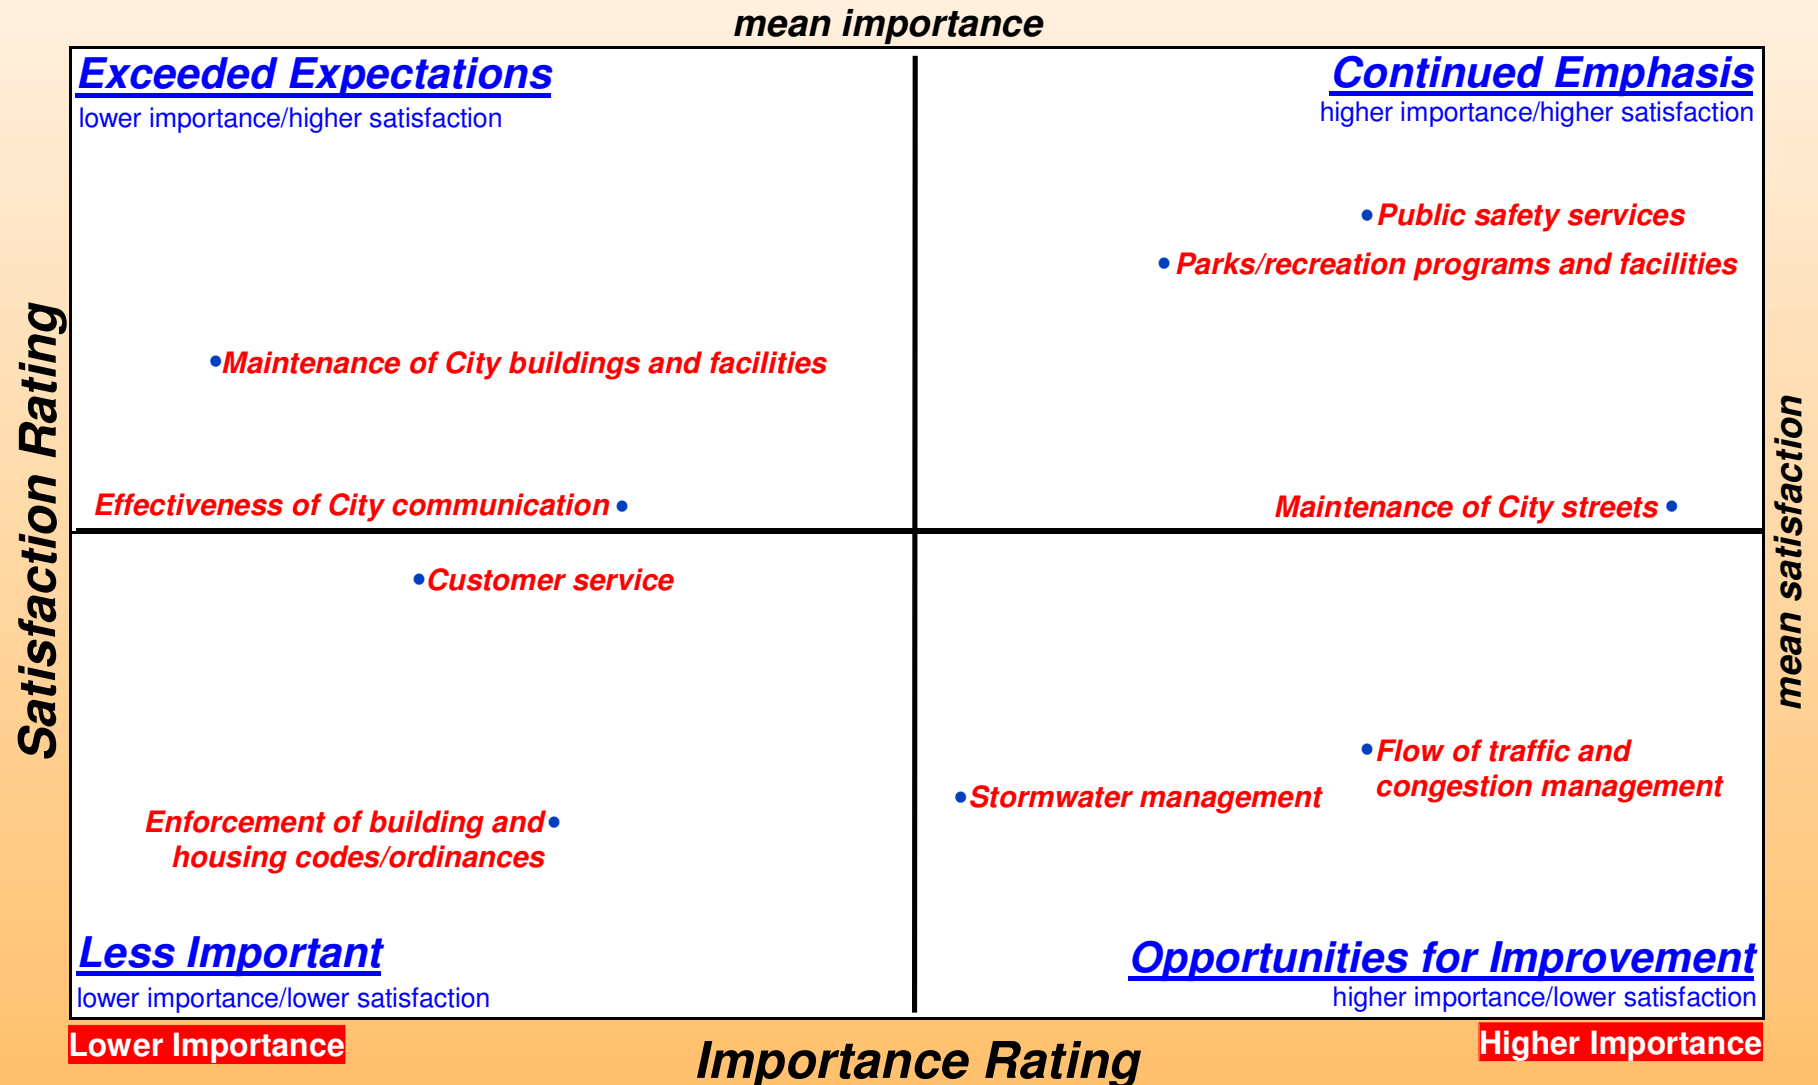 mean importance
Exceeded Expectations
lower importance/higher satisfaction
Continued Emphasis
higher importance/higher satisfaction
Public safety services
Parks/recreation programs and facilities
Maintenance of City buildings and facilities
Effectiveness of City communication
Maintenance of City streets
Satisfaction Rating
mean satisfaction
Customer service
Flow of traffic and
congestion management
Stormwater management
Enforcement of building and
housing codes/ordinances
Less Important
lower importance/lower satisfaction
Opportunities for Improvement
higher importance/lower satisfaction
Lower Importance
Importance Rating
Higher Importance